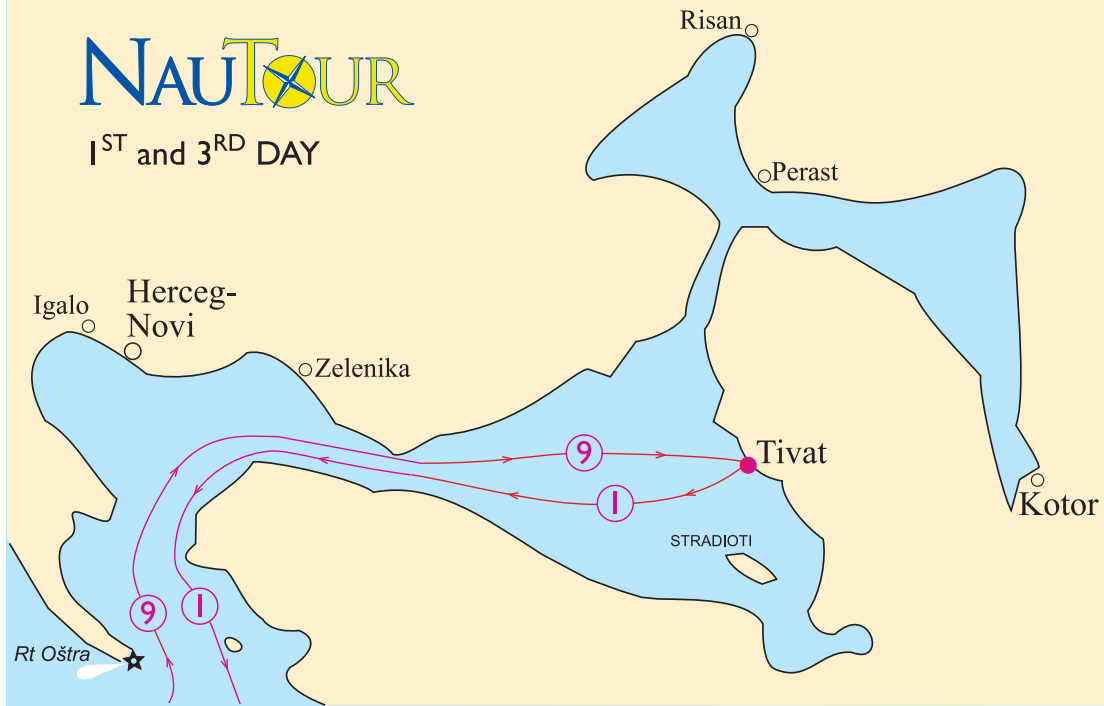 NAUTOUR
1ST and 3RD DAY
Risan
Perast
Igalo
Herceg-
Novi
Zelenika
9
Tivat
1
Kotor
STRADIOTI
9
1
Rt Oštra